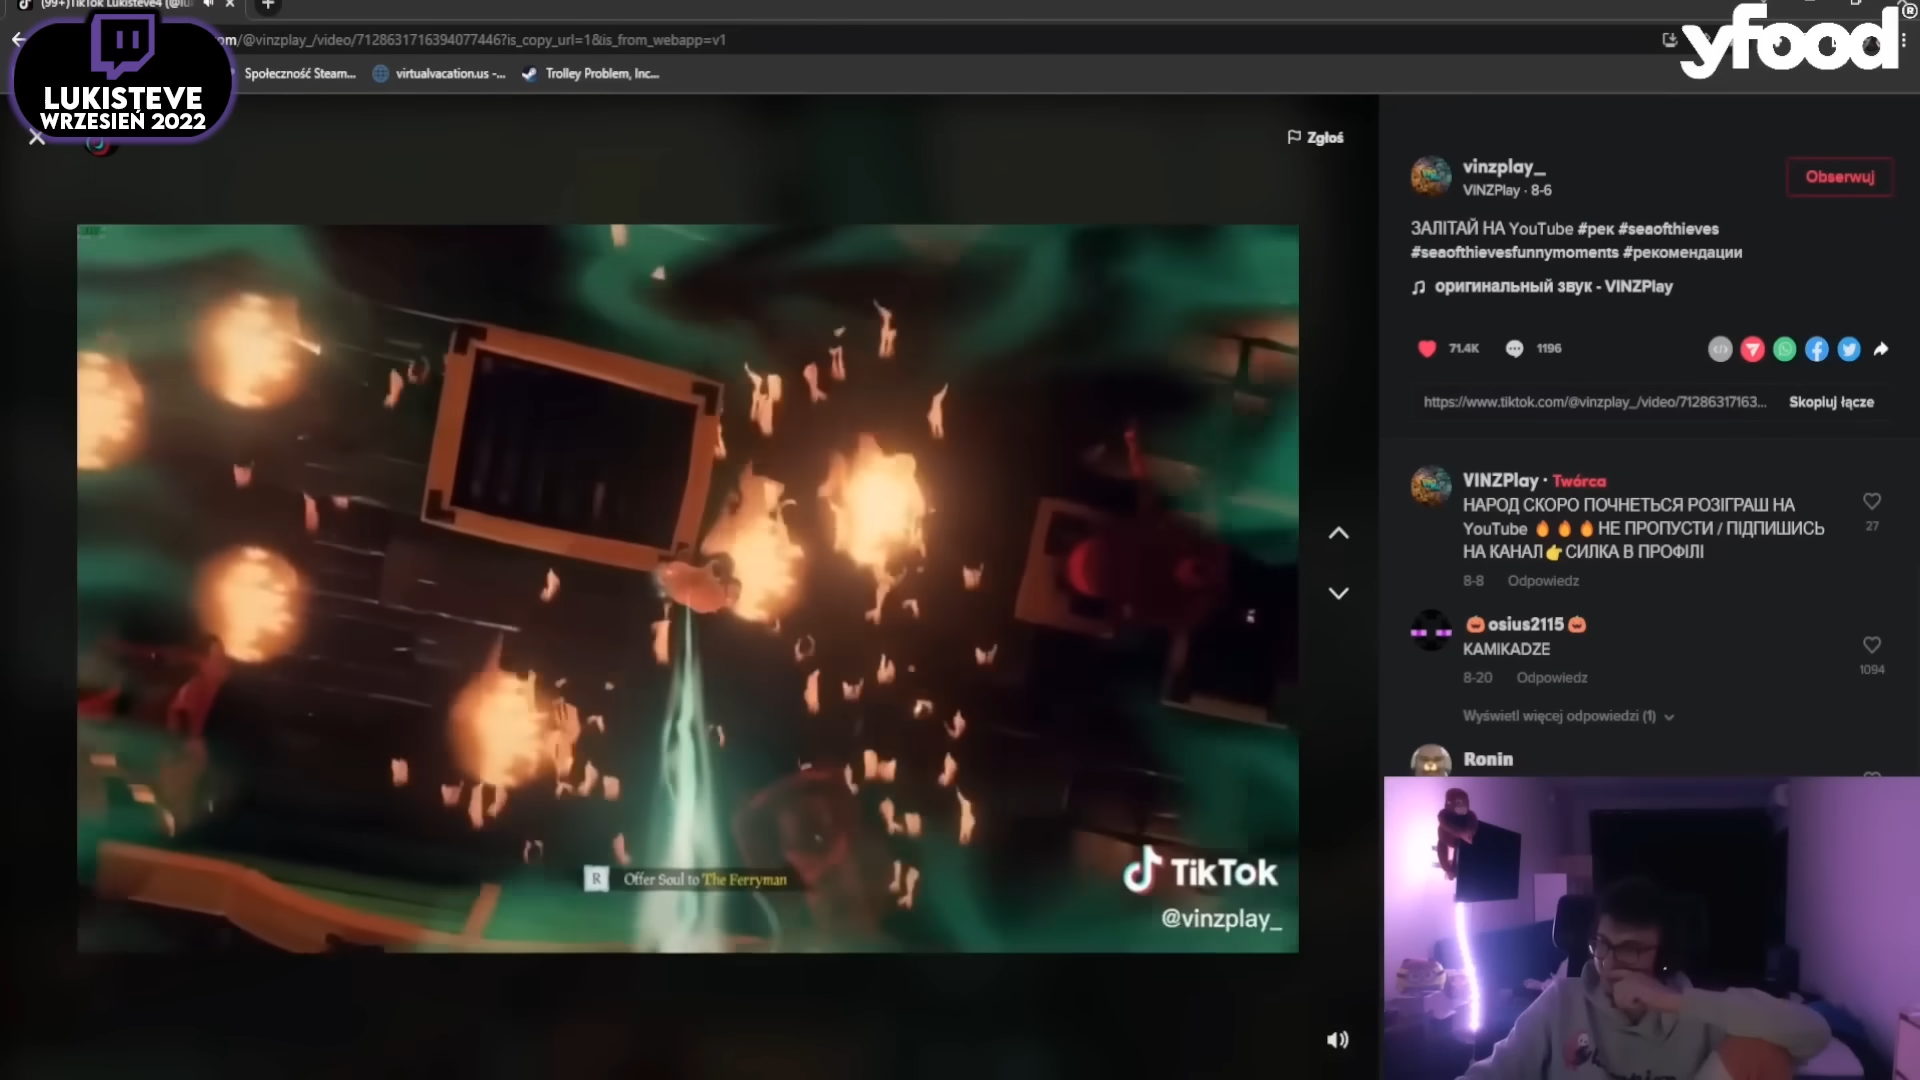 (99+) TikTok Lukisteve4 (@lu
om/@vinzplay_/video/7128631716394077446?is_copy_url=1&is_from_webapp=v1
Społeczność Steam...
virtualvacation.us -...
Trolley Problem, Inc...
LUKISTEVE
WRZESIEŃ 2022
yfood®
Zgłoś
vinzplay_
VINZPlay · 8-6
Obserwuj
ЗАЛІТАЙ НА YouTube #рек #seaofthieves
#seaofthievesfunnymoments #рекомендации
оригинальный звук - VINZPlay
71.4K
1196
https://www.tiktok.com/@vinzplay_/video/71286317163...
Skopiuj łącze
VINZPlay · Twórca
НАРОД СКОРО ПОЧНЕТЬСЯ РОЗІГРАШ НА
YouTube 🔥🔥🔥НЕ ПРОПУСТИ / ПІДПИШИСЬ
НА КАНАЛ👉СИЛКА В ПРОФІЛІ
27
8-8 Odpowiedz
🎃osius2115🎃
KAMIKADZE
1094
8-20 Odpowiedz
Wyświetl więcej odpowiedzi (1)
Ronin
R Offer Soul to The Ferryman
TikTok
@vinzplay_